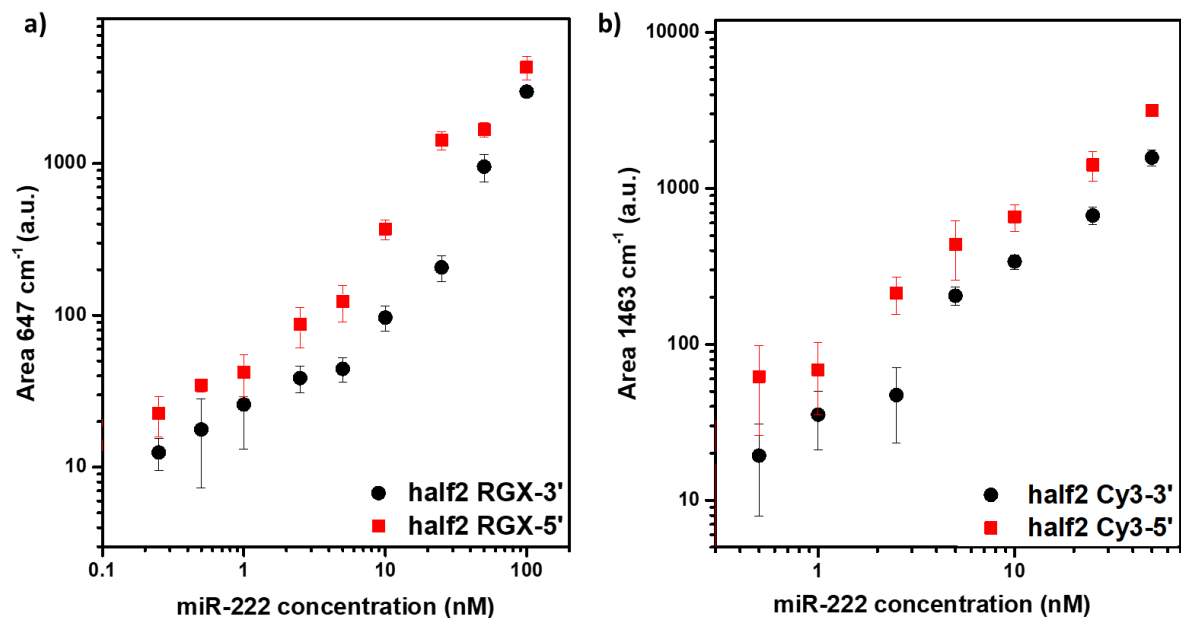 a)
Area 647 cm⁻¹ (a.u.)
1000
100
10
half2 RGX-3'
half2 RGX-5'
0.1
1
10
100
miR-222 concentration (nM)
b)
Area 1463 cm⁻¹ (a.u.)
10000
1000
100
10
half2 Cy3-3'
half2 Cy3-5'
1
10
miR-222 concentration (nM)